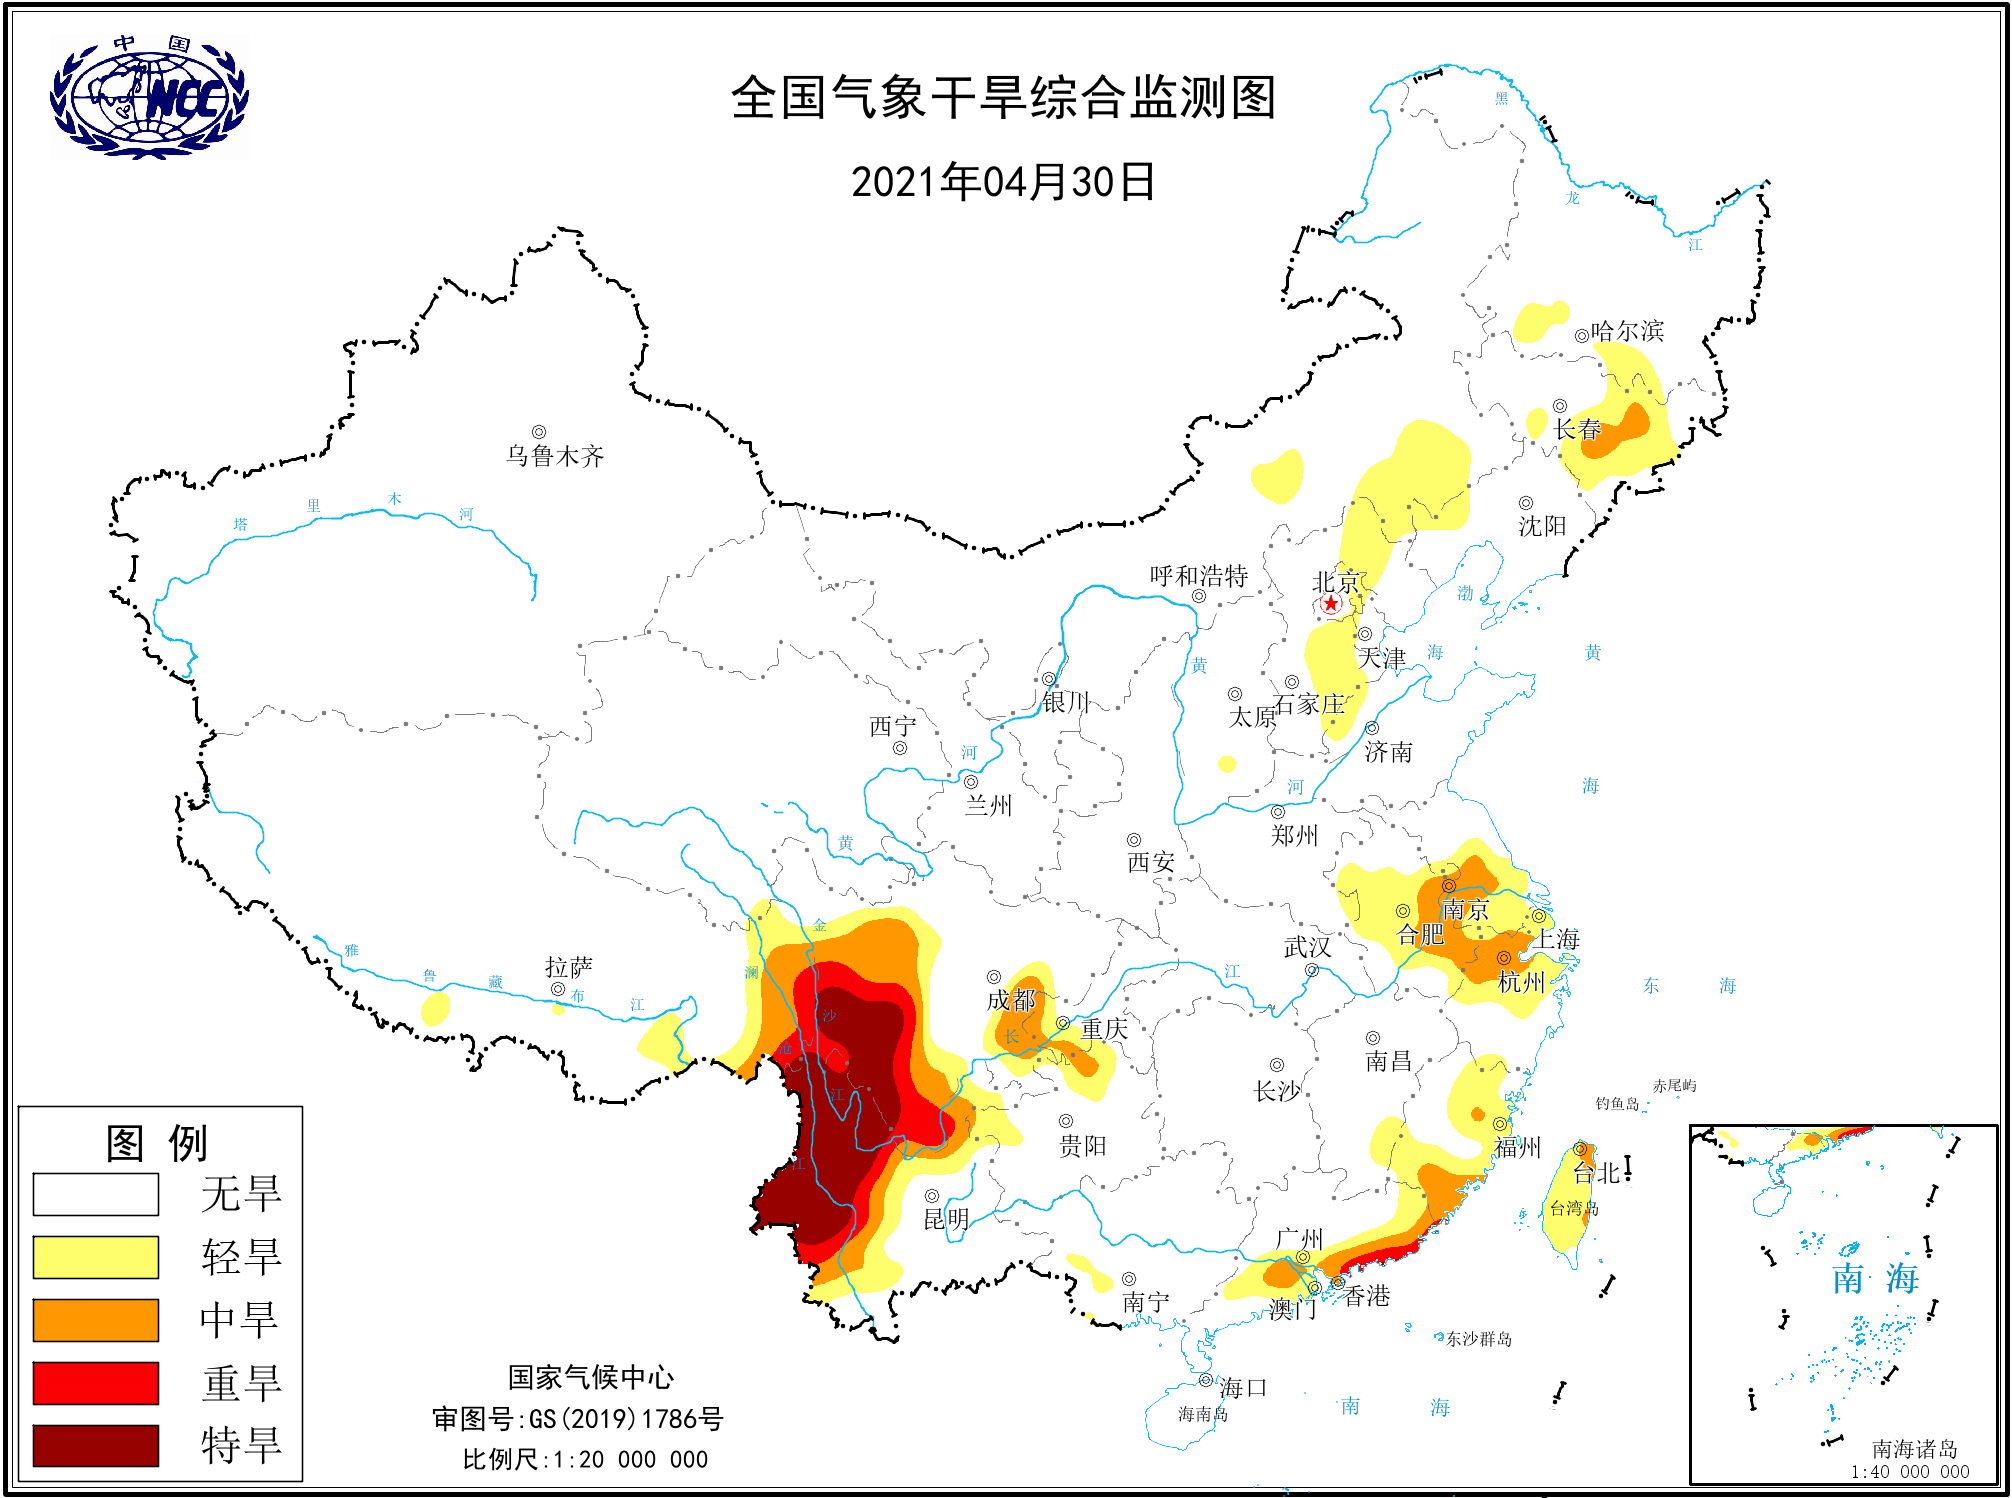 中国
NCC
全国气象干旱综合监测图
2021年04月30日
黑
龙
江
哈尔滨
长春
沈阳
乌鲁木齐
塔
里
木
河
呼和浩特
北京
天津
渤
海
黄
海
银川
黄
太原
石家庄
济南
西宁
河
兰州
河
郑州
黄
西安
金
澜
沙
沧
江
江
南京
合肥
上海
杭州
武汉
江
东
海
雅
鲁
藏
布
江
拉萨
成都
长
重庆
南昌
长沙
贵阳
赤尾屿
钓鱼岛
福州
台北
台湾岛
昆明
广州
南宁
澳门
香港
东沙群岛
海口
海南岛
南
海
图 例
无旱
轻旱
中旱
重旱
特旱
国家气候中心
审图号:GS(2019)1786号
比例尺:1:20 000 000
南 海
南海诸岛
1:40 000 000